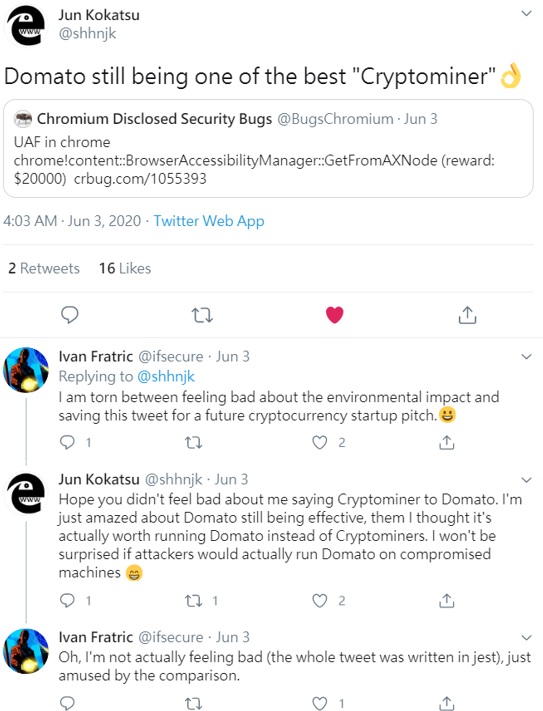 Jun Kokatsu
@shhnjk
www
Domato still being one of the best "Cryptominer"👌
Chromium Disclosed Security Bugs @BugsChromium · Jun 3
UAF in chrome
chrome!content::BrowserAccessibilityManager::GetFromAXNode (reward:
$20000) crbug.com/1055393
4:03 AM · Jun 3, 2020 · Twitter Web App
2 Retweets 16 Likes
Ivan Fratric @ifsecure · Jun 3
Replying to @shhnjk
I am torn between feeling bad about the environmental impact and
saving this tweet for a future cryptocurrency startup pitch.😀
1 2
Jun Kokatsu @shhnjk · Jun 3
www
Hope you didn't feel bad about me saying Cryptominer to Domato. I'm
just amazed about Domato still being effective, them I thought it's
actually worth running Domato instead of Cryptominers. I won't be
surprised if attackers would actually run Domato on compromised
machines 😄
1 1 2
Ivan Fratric @ifsecure · Jun 3
Oh, I'm not actually feeling bad (the whole tweet was written in jest), just
amused by the comparison.
1